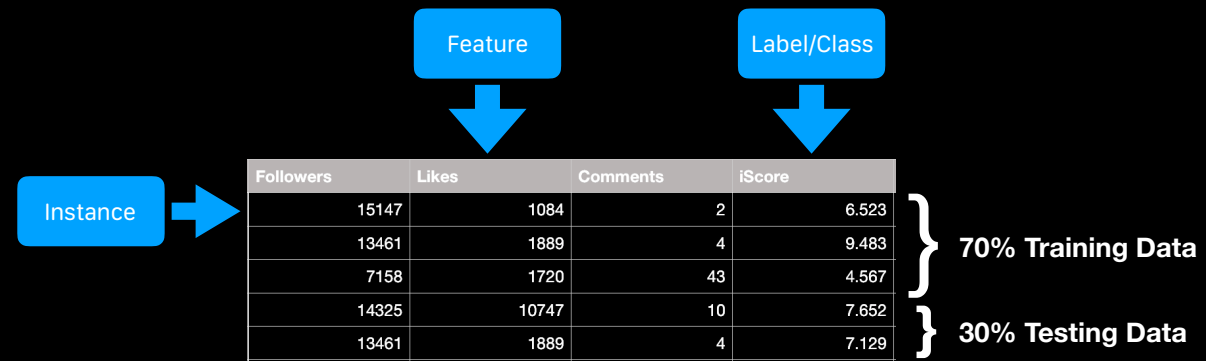 Feature
Label/Class
Instance
Followers Likes Comments iScore
15147 1084 2 6.523
13461 1889 4 9.483
7158 1720 43 4.567
14325 10747 10 7.652
13461 1889 4 7.129
} 70% Training Data
} 30% Testing Data